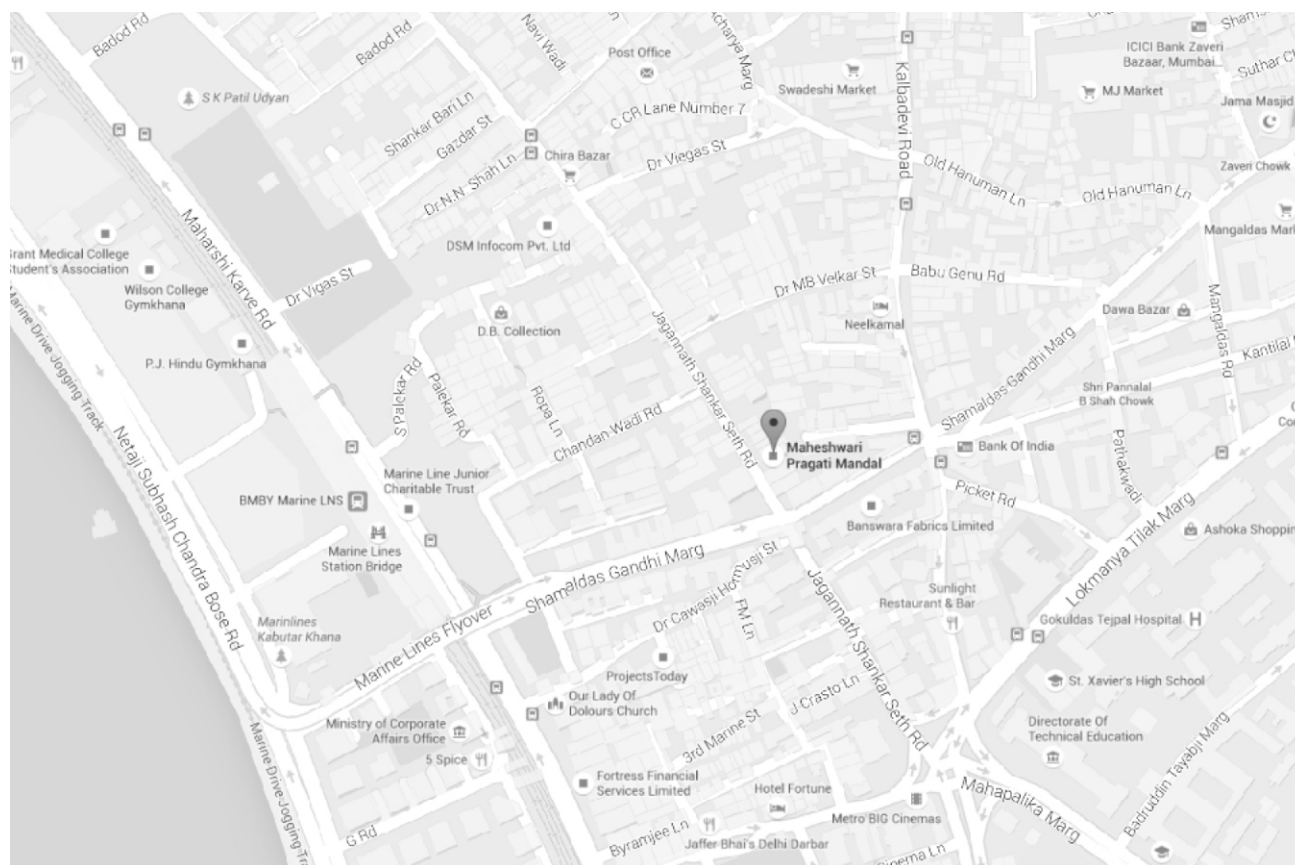 Badod Rd
Badod Rd
Navi Wadi
Acharya Marg
Post Office
Swadeshi Market
Kalbadevi Road
ICICI Bank Zaveri
Bazaar, Mumbai...
MJ Market
Jama Masjid
S K Patil Udyan
Shankar Bari Ln
Gazdar St
C CR Lane Number 7
Chira Bazar
Dr Viegas St
Dr N.N. Shah Ln
Old Hanuman Ln
Old Hanuman Ln
Zaveri Chowk
Maharshi Karve Rd
DSM Infocom Pvt. Ltd
Grant Medical College
Student's Association
Wilson College
Gymkhana
Dr Vigas St
Dr MB Velkar St
Babu Genu Rd
Dawa Bazar
Mangaldas Rd
D.B. Collection
Neelkamal
Jagannath Shankar Seth Rd
P.J. Hindu Gymkhana
Marine Drive Jogging Track
S Palekar Rd
Palekar Rd
Ropa Ln
Chandan Wadi Rd
Shamaldas Gandhi Marg
Shri Pannalal
B Shah Chowk
Kantilal
Maheshwari
Pragati Mandal
Bank Of India
Pathakwadi
Netaji Subhash Chandra Bose Rd
BMBY Marine LNS
Marine Line Junior
Charitable Trust
Picket Rd
Banswara Fabrics Limited
Ashoka Shopping
Marine Lines
Station Bridge
Shamaldas Gandhi Marg
Lokmanya Tilak Marg
Marinlines
Kabutar Khana
Marine Lines Flyover
Dr Cawasji Hormusji St
FM Ln
Jagannath Shankar Seth Rd
Sunlight
Restaurant & Bar
Gokuldas Tejpal Hospital
ProjectsToday
Our Lady Of
Dolours Church
J Crasto Ln
St. Xavier's High School
Ministry of Corporate
Affairs Office
3rd Marine St
Directorate Of
Technical Education
5 Spice
Marine Drive Jogging Track
Fortress Financial
Services Limited
Hotel Fortune
Mahapalika Marg
Badruddin Tayabji Marg
G Rd
Byramjee Ln
Metro BIG Cinemas
Jaffer Bhai's Delhi Darbar